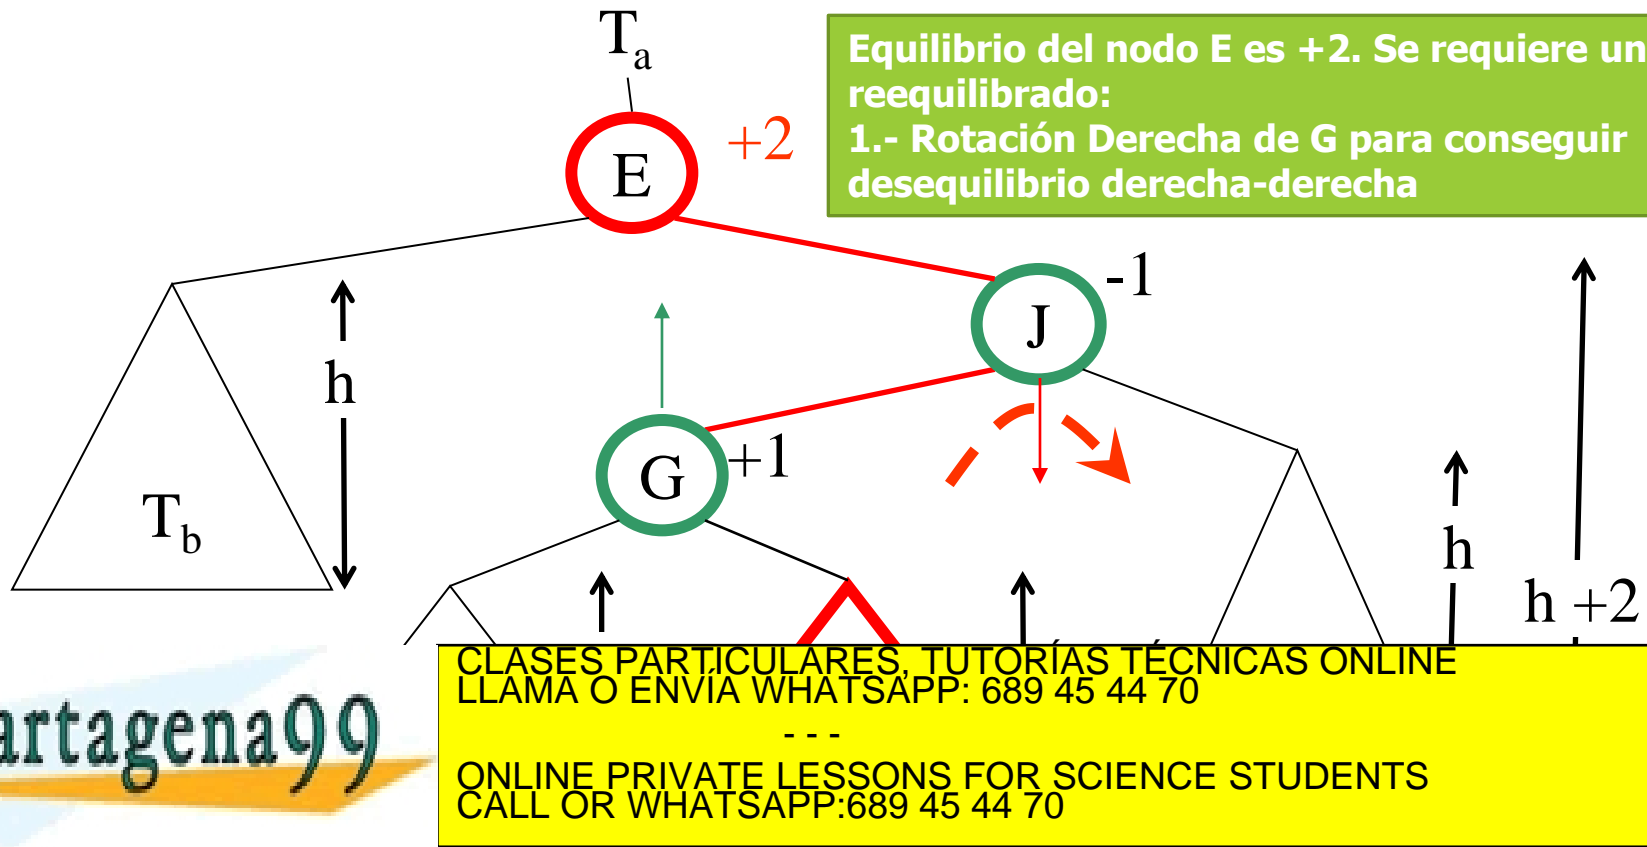 T_a
Equilibrio del nodo E es +2. Se requiere un
reequilibrado:
1.- Rotación Derecha de G para conseguir
desequilibrio derecha-derecha
+2
E
-1
J
h
G
+1
T_b
h
h +2
artagena99
CLASES PARTICULARES, TUTORÍAS TÉCNICAS ONLINE
LLAMA O ENVÍA WHATSAPP: 689 45 44 70
- - -
ONLINE PRIVATE LESSONS FOR SCIENCE STUDENTS
CALL OR WHATSAPP:689 45 44 70